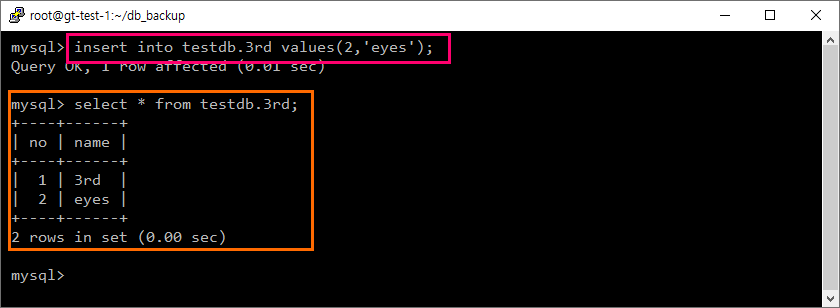 root@gt-test-1:~/db_backup
mysql> insert into testdb.3rd values(2,'eyes');
Query OK, 1 row affected (0.01 sec)
mysql> select * from testdb.3rd;
+----+------+
| no | name |
+----+------+
|  1 | 3rd  |
|  2 | eyes |
+----+------+
2 rows in set (0.00 sec)
mysql>